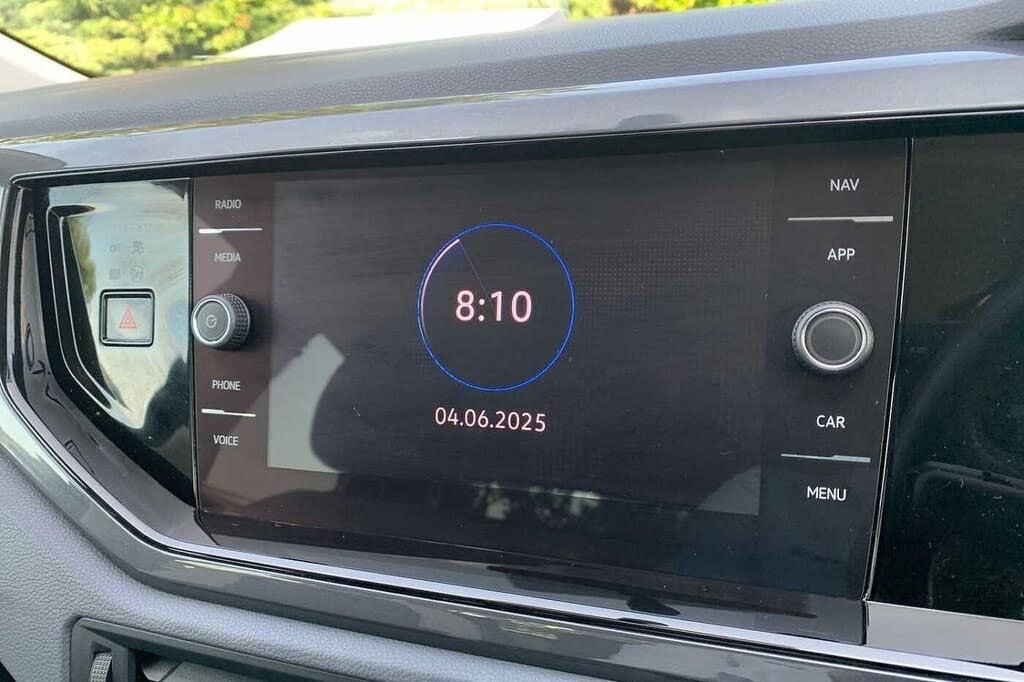 RADIO
MEDIA
PHONE
VOICE
8:10
04.06.2025
NAV
APP
CAR
MENU